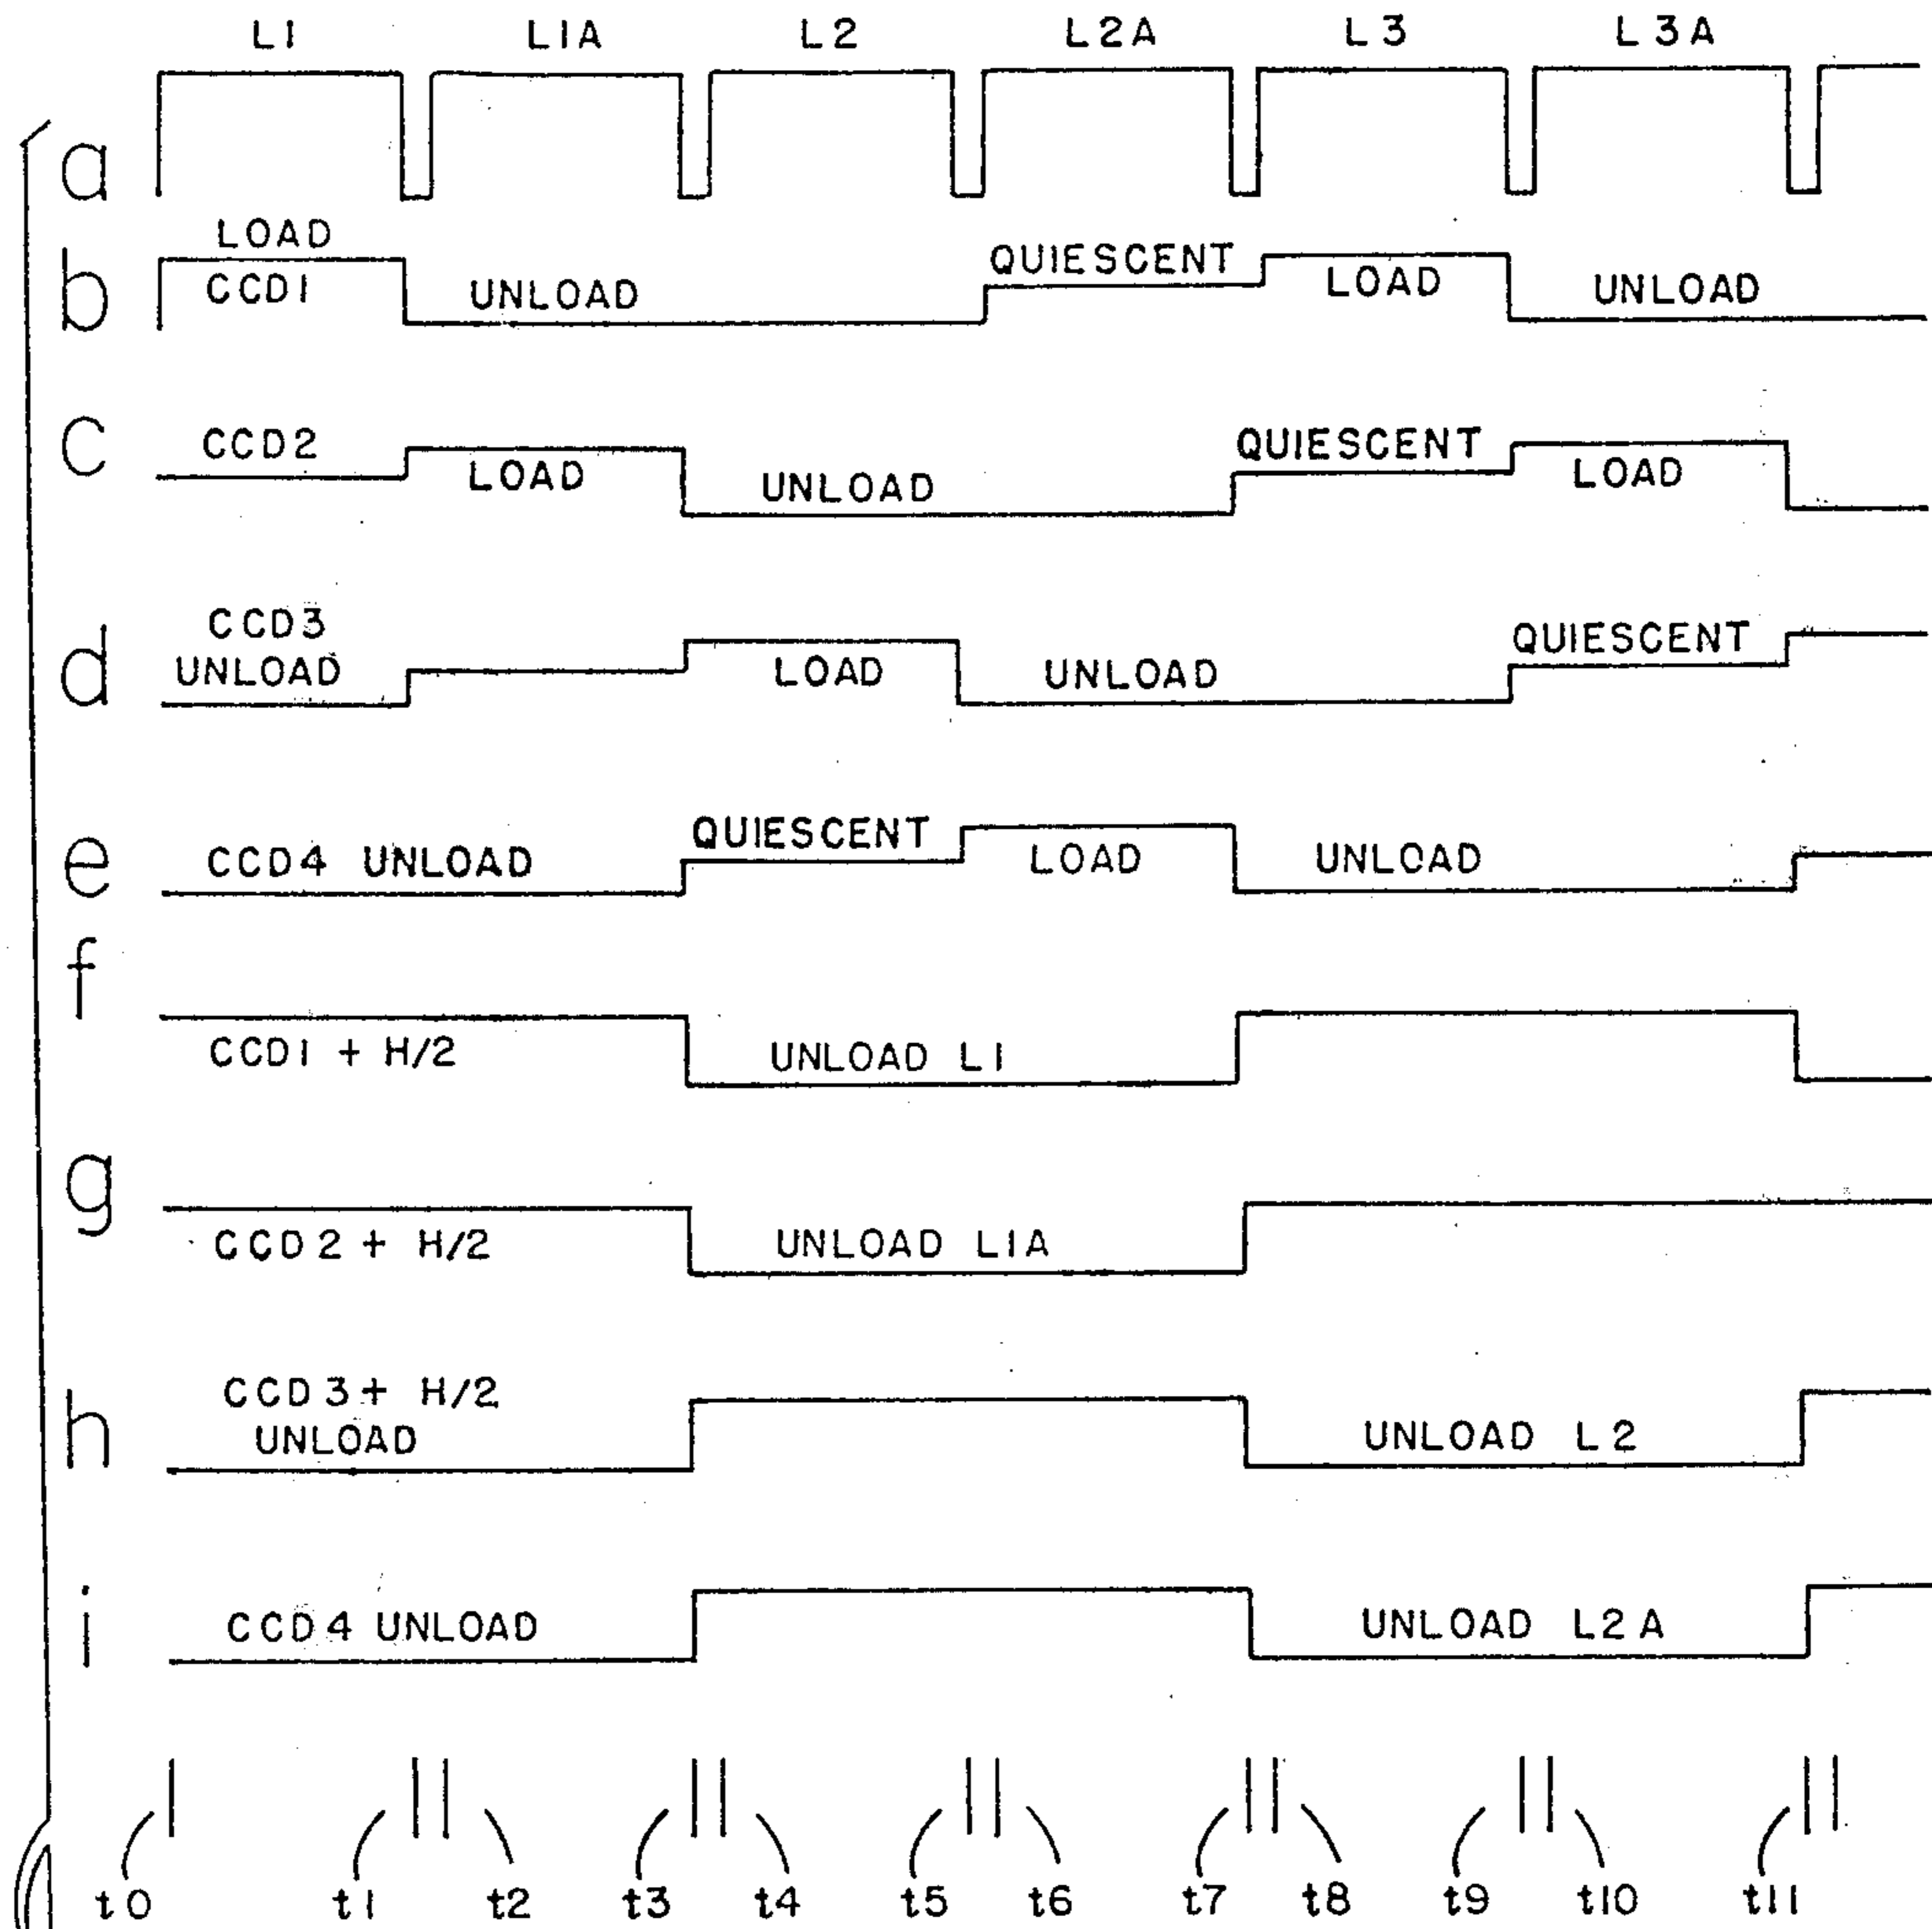 L1 L1A L2 L2A L3 L3A
a
LOAD
b CCD1 UNLOAD QUIESCENT LOAD UNLOAD
c CCD2 LOAD UNLOAD QUIESCENT LOAD
CCD3
d UNLOAD LOAD UNLOAD QUIESCENT
e CCD4 UNLOAD QUIESCENT LOAD UNLOAD
f
CCD1 + H/2 UNLOAD L1
g
CCD2 + H/2 UNLOAD L1A
CCD3 + H/2
h UNLOAD UNLOAD L2
i CCD4 UNLOAD UNLOAD L2A
t0 t1 t2 t3 t4 t5 t6 t7 t8 t9 t10 t11